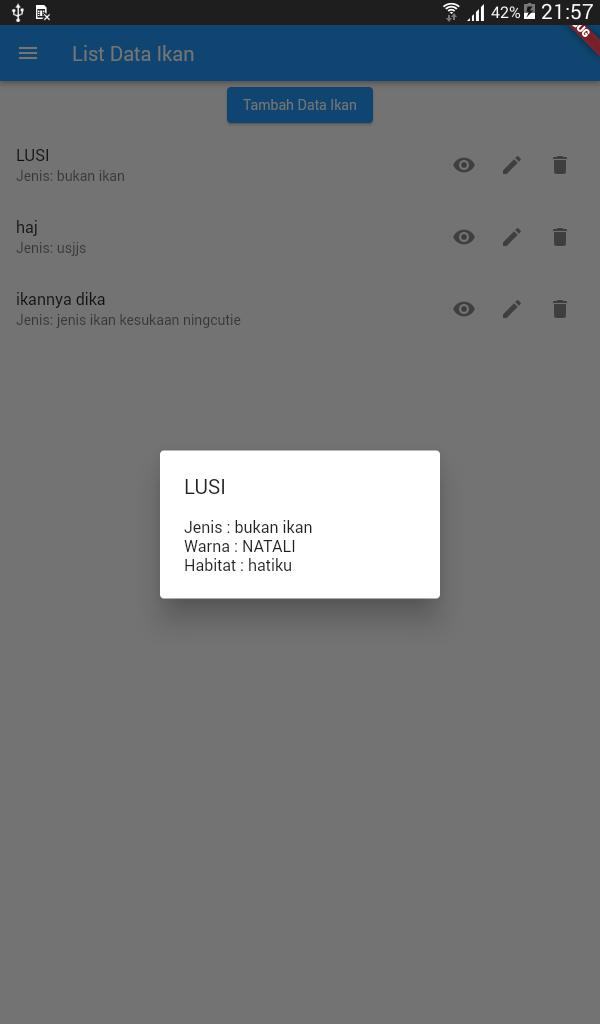 42% 21:57
List Data Ikan
Tambah Data Ikan
LUSI
Jenis: bukan ikan
haj
Jenis: usjjs
ikannya dika
Jenis: jenis ikan kesukaan ningcutie
LUSI
Jenis : bukan ikan
Warna : NATALI
Habitat : hatiku